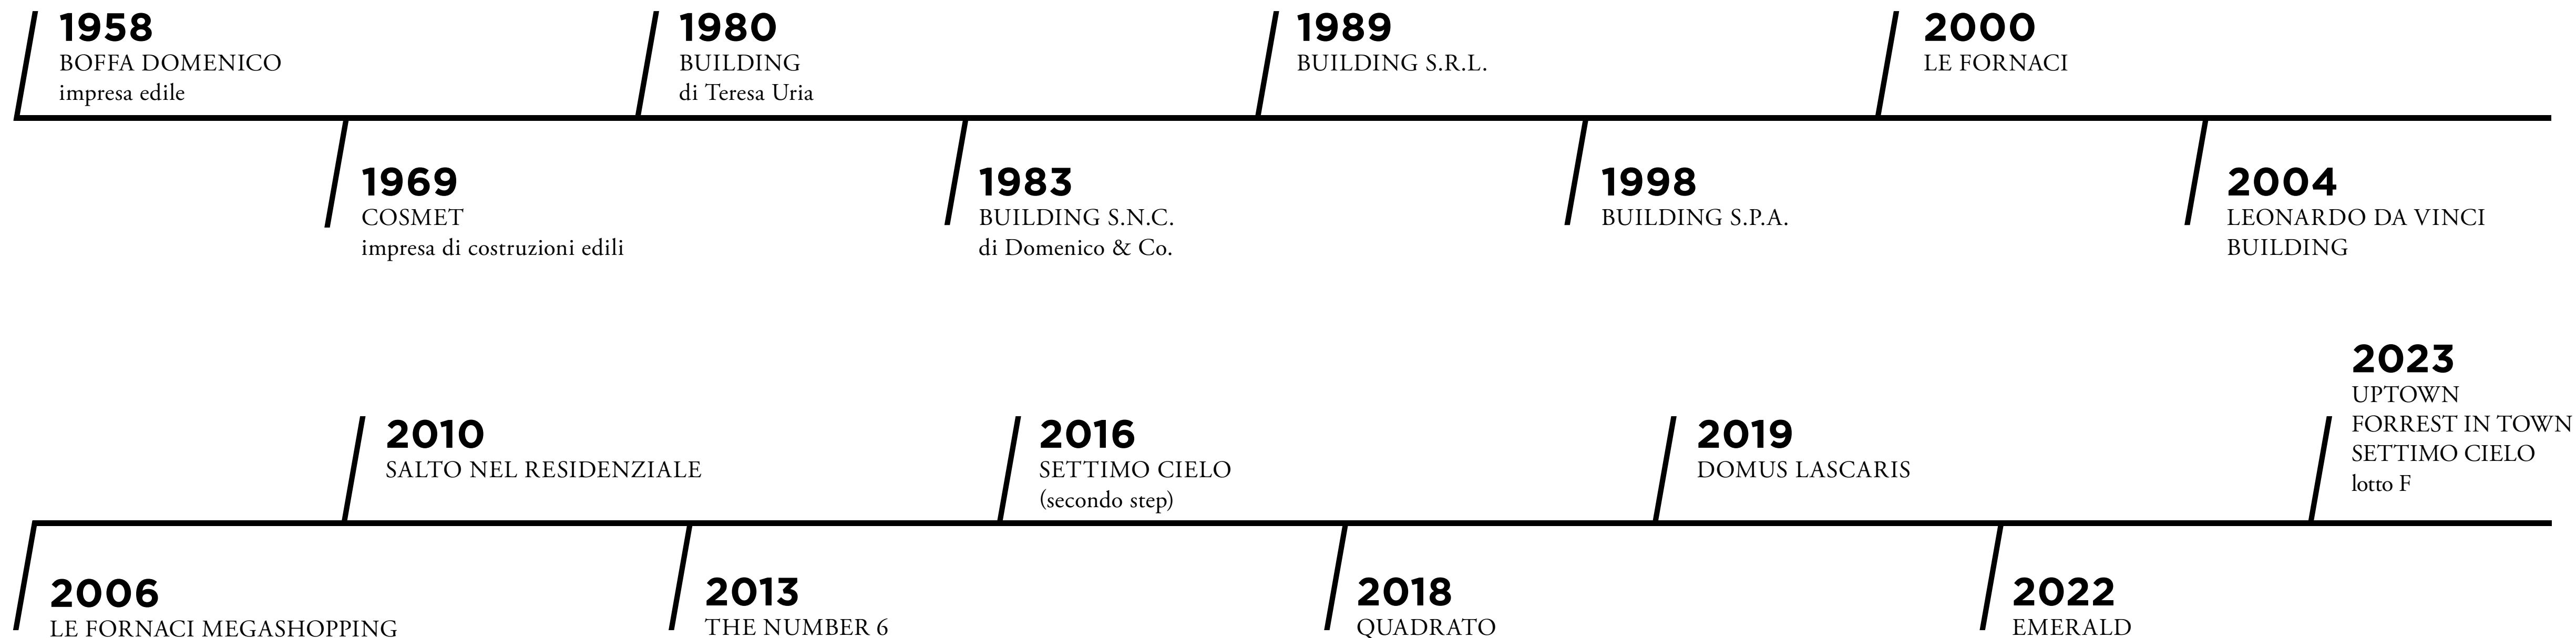 1958
BOFFA DOMENICO
impresa edile
1969
COSMET
impresa di costruzioni edili
1980
BUILDING
di Teresa Uria
1983
BUILDING S.N.C.
di Domenico & Co.
1989
BUILDING S.R.L.
1998
BUILDING S.P.A.
2000
LE FORNACI
2004
LEONARDO DA VINCI
BUILDING
2006
LE FORNACI MEGASHOPPING
2010
SALTO NEL RESIDENZIALE
2013
THE NUMBER 6
2016
SETTIMO CIELO
(secondo step)
2018
QUADRATO
2019
DOMUS LASCARIS
2022
EMERALD
2023
UPTOWN
FORREST IN TOWN
SETTIMO CIELO
lotto F